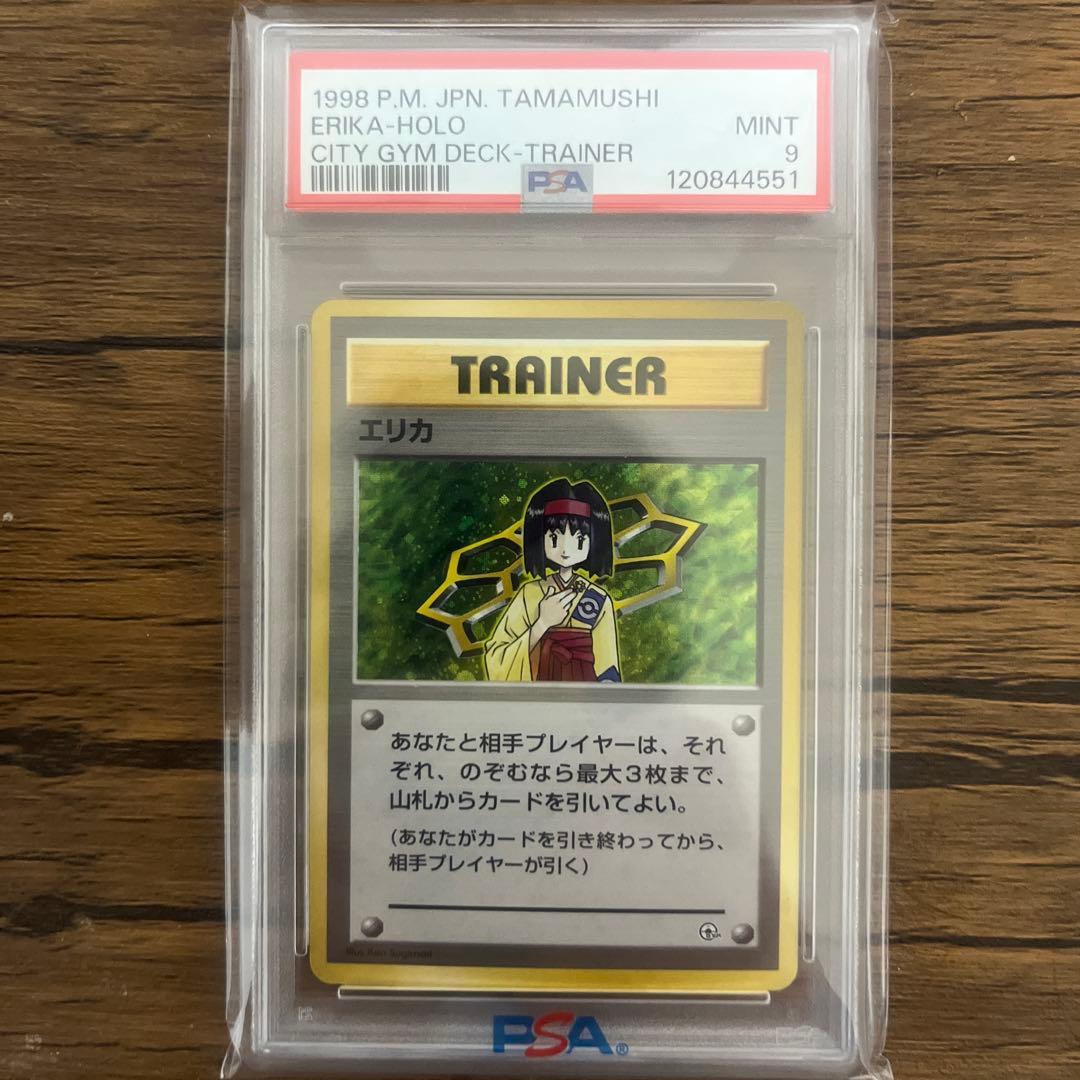 1998 P.M. JPN. TAMAMUSHI
ERIKA-HOLO MINT
CITY GYM DECK-TRAINER 9
PSA 120844551
TRAINER
エリカ
あなたと相手プレイヤーは、それ
ぞれ、のぞむなら最大3枚まで、
山札からカードを引いてよい。
(あなたがカードを引き終わってから、
相手プレイヤーが引く)
Illus. Ken Sugimori
PSA®